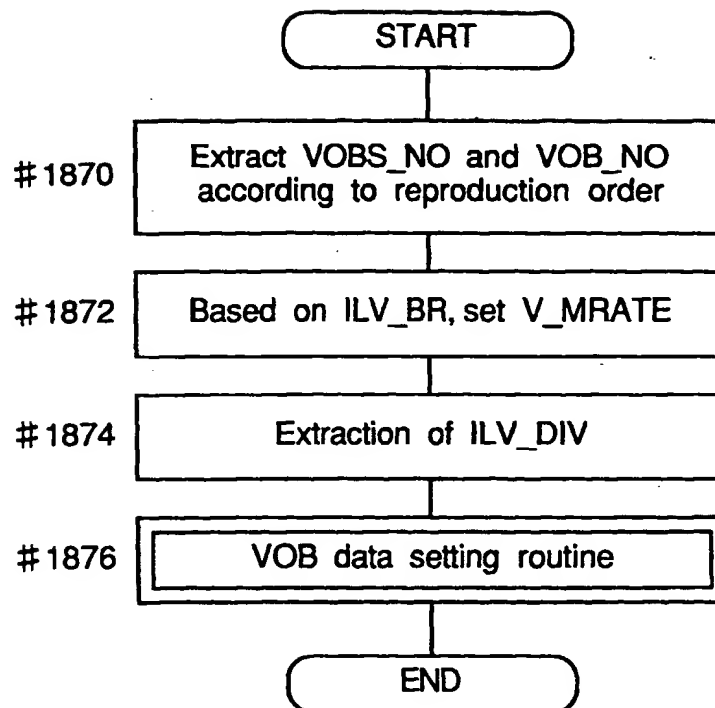 START
#1870
Extract VOBS_NO and VOB_NO
according to reproduction order
#1872
Based on ILV_BR, set V_MRATE
#1874
Extraction of ILV_DIV
#1876
VOB data setting routine
END